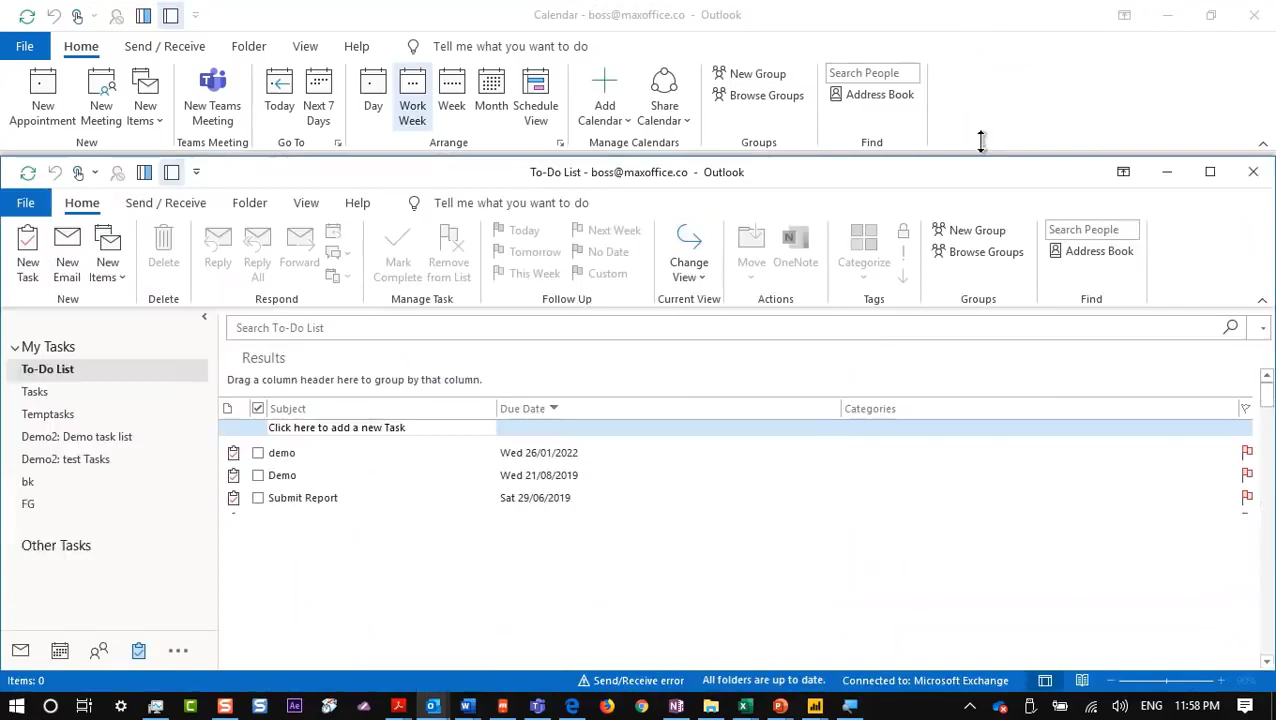 Calendar - boss@maxoffice.co - Outlook
File Home Send / Receive Folder View Help Tell me what you want to do
New Appointment
New Meeting
New Items
New Teams Meeting
Today
Next 7 Days
Day
Work Week
Week
Month
Schedule View
Add Calendar
Share Calendar
New Group
Browse Groups
Search People
Address Book
New Teams Meeting Go To Arrange Manage Calendars Groups Find
To-Do List - boss@maxoffice.co - Outlook
File Home Send / Receive Folder View Help Tell me what you want to do
New Task
New Email
New Items
Delete
Reply
Reply All
Forward
Mark Complete
Remove from List
Today
Tomorrow
This Week
Next Week
No Date
Custom
Change View
Move
OneNote
Categorize
New Group
Browse Groups
Search People
Address Book
New Delete Respond Manage Task Follow Up Current View Actions Tags Groups Find
My Tasks
To-Do List
Tasks
Temptasks
Demo2: Demo task list
Demo2: test Tasks
bk
FG
Other Tasks
Search To-Do List
Results
Drag a column header here to group by that column.
Subject Due Date Categories
Click here to add a new Task
demo Wed 26/01/2022
Demo Wed 21/08/2019
Submit Report Sat 29/06/2019
Items: 0 Send/Receive error All folders are up to date. Connected to: Microsoft Exchange 90%
ENG 11:58 PM